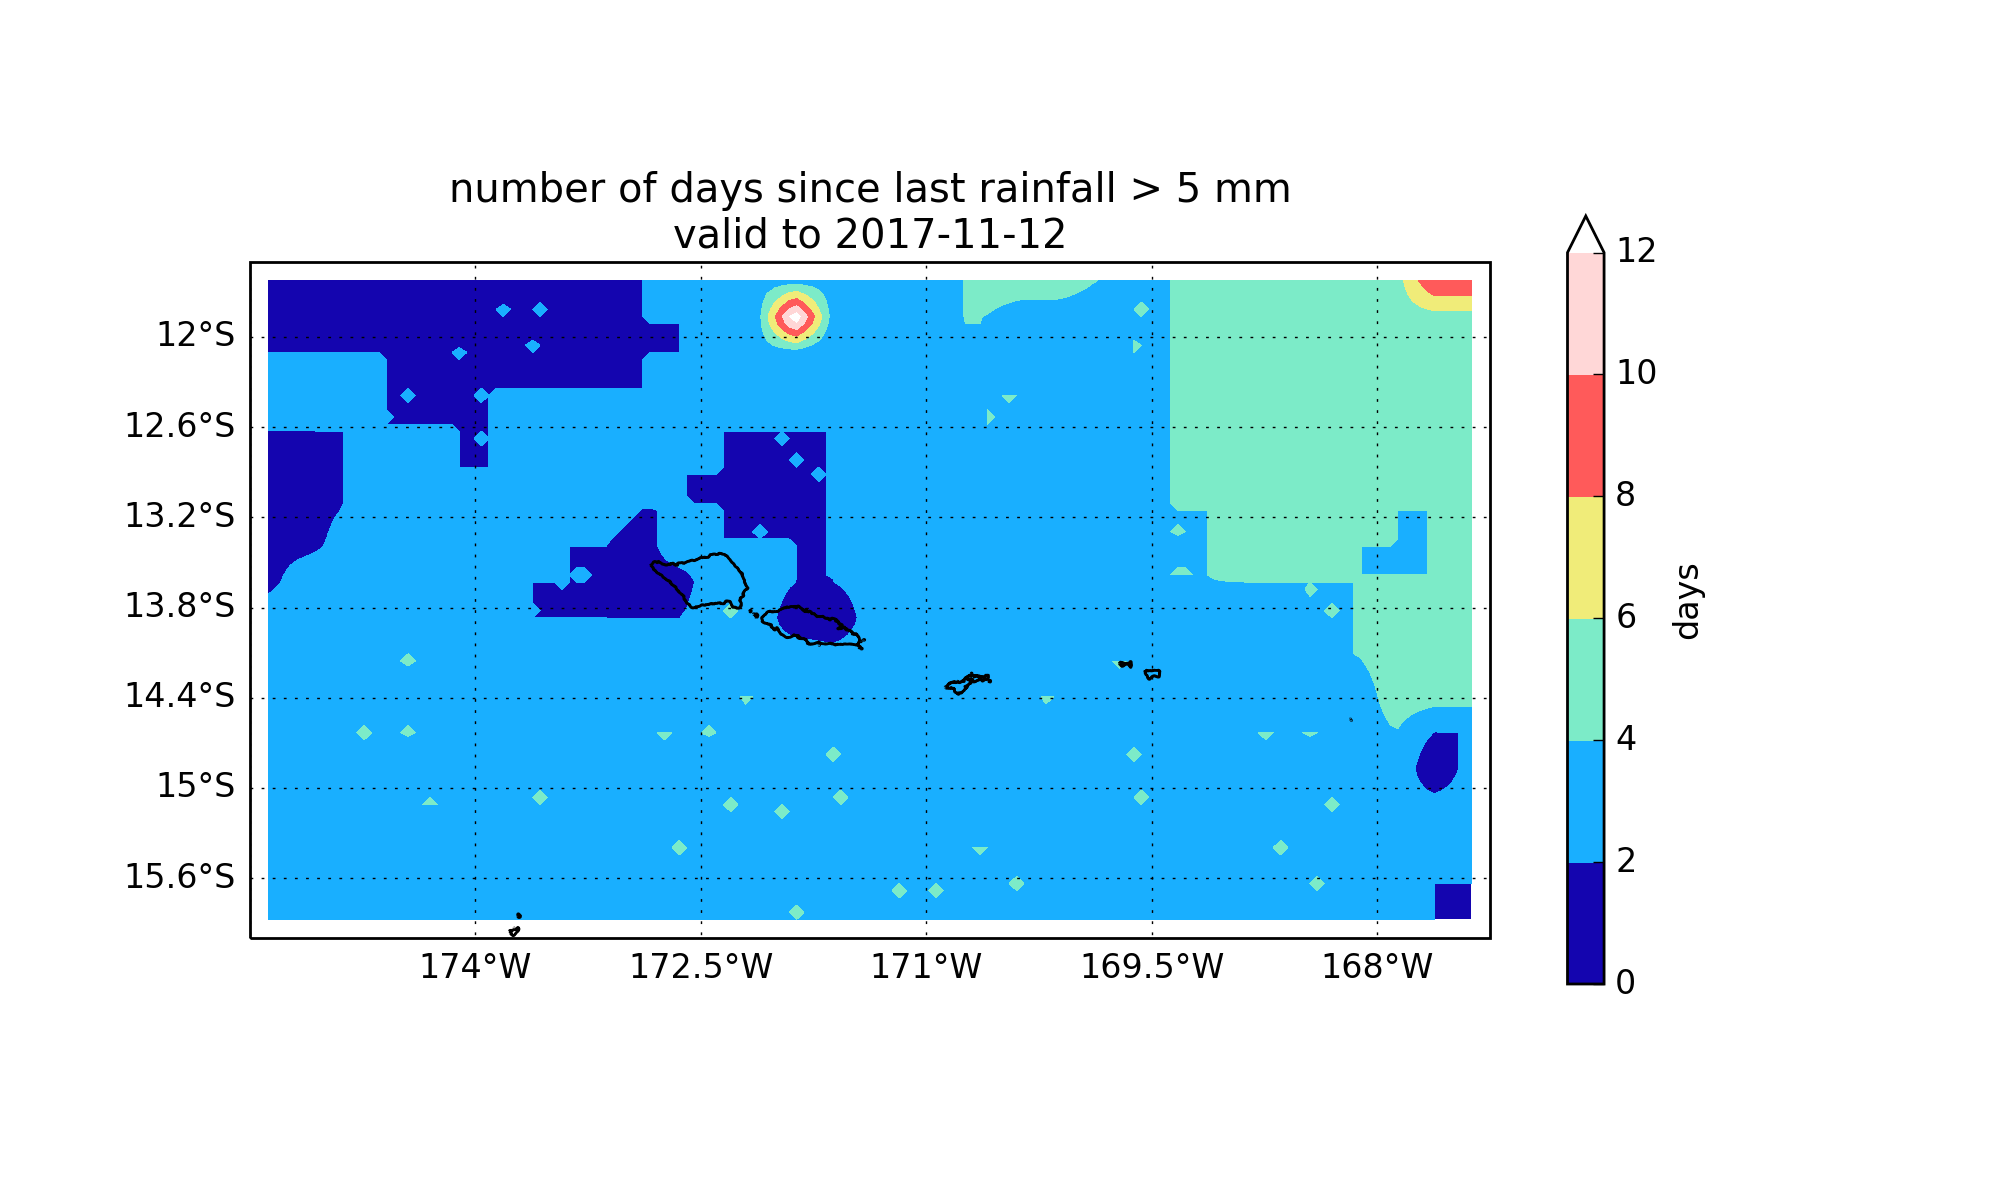 number of days since last rainfall > 5 mm
valid to 2017-11-12
12°S
12.6°S
13.2°S
13.8°S
14.4°S
15°S
15.6°S
174°W
172.5°W
171°W
169.5°W
168°W
12
10
8
6
4
2
0
days